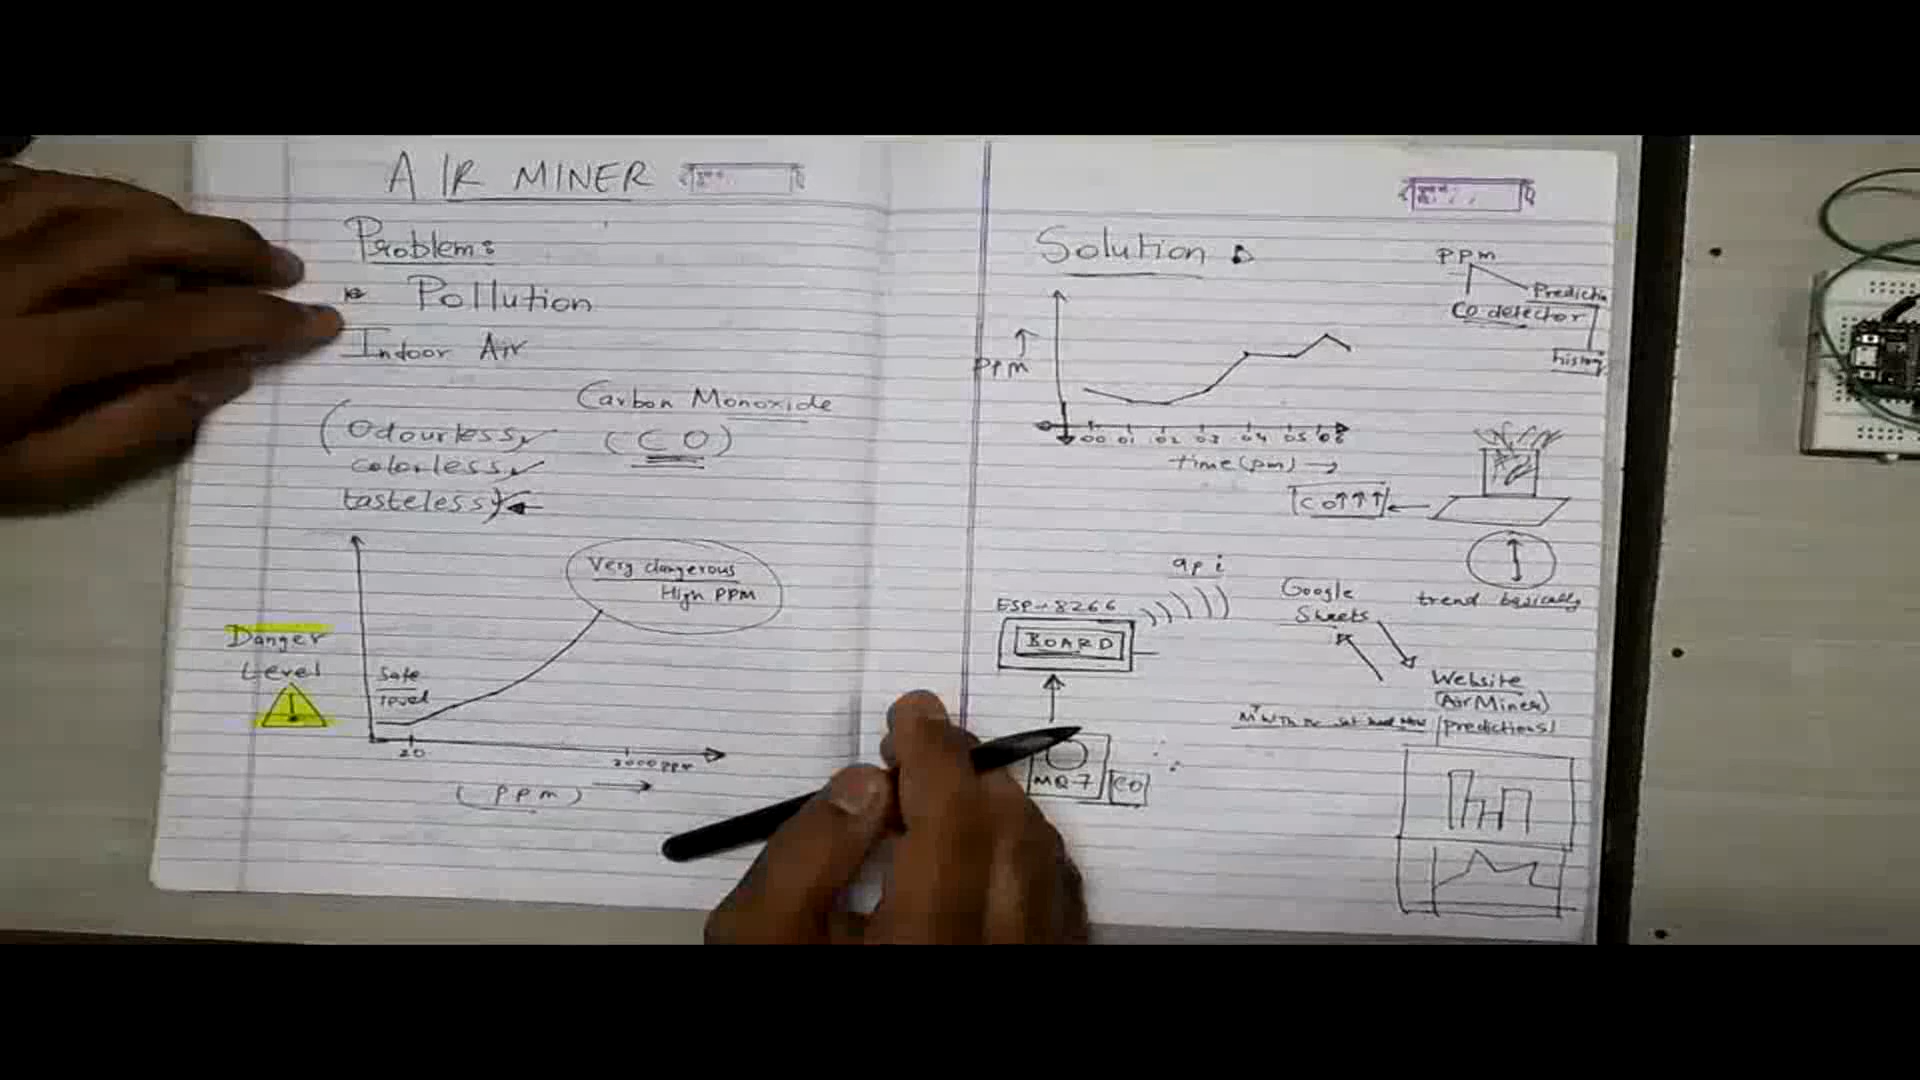 AIR MINER
Problem:
Pollution
Indoor Air
Carbon Monoxide
(Odourless,
(CO)
colorless,
tasteless)
Very dangerous
High PPM
Danger
Level
!
Safe
level
20
2000ppm
(PPM)
Solution
PPM
Predictio
Co detector
history
PPM
00 01 02 03 04 05 06
time(pm)
CO↑↑↑
trend basically
api
ESP-8266
BOARD
Google
Sheets
Website
(AirMiner)
predictions)
MQ-7
CO